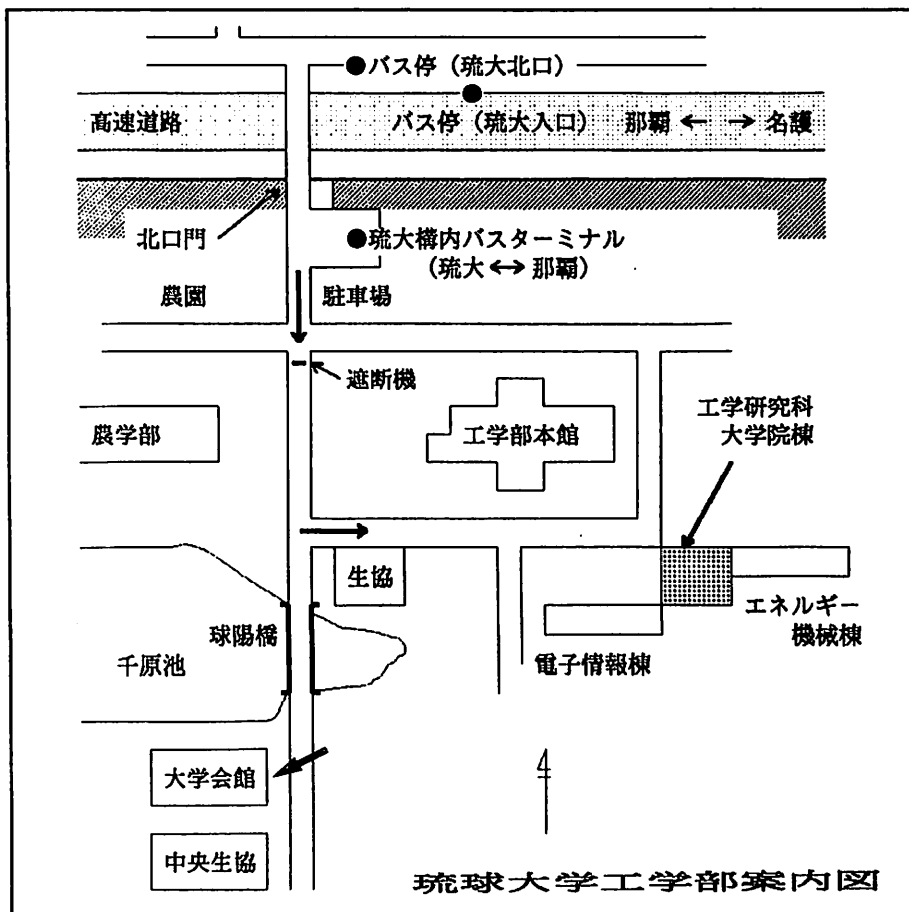 ●バス停（琉大北口）
高速道路
バス停（琉大入口）
那覇 ← → 名護
北口門
●琉大構内バスターミナル
（琉大↔那覇）
農園
駐車場
遮断機
農学部
工学部本館
工学研究科
大学院棟
生協
エネルギー
機械棟
球陽橋
千原池
電子情報棟
大学会館
中央生協
琉球大学工学部案内図